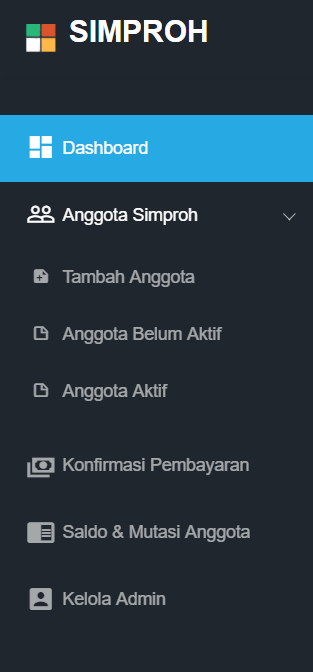 SIMPROH
Dashboard
Anggota Simproh
Tambah Anggota
Anggota Belum Aktif
Anggota Aktif
Konfirmasi Pembayaran
Saldo & Mutasi Anggota
Kelola Admin